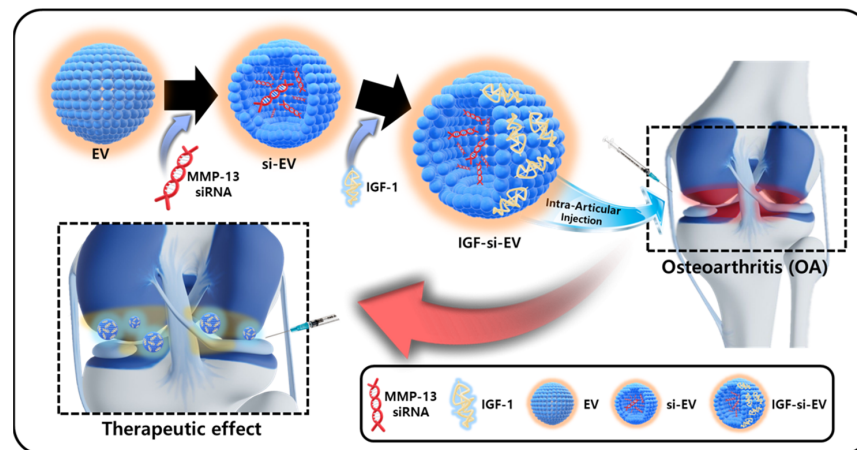 EV
MMP-13
siRNA
si-EV
IGF-1
IGF-si-EV
Intra-Articular
Injection
Osteoarthritis (OA)
Therapeutic effect
MMP-13
siRNA
IGF-1
EV
si-EV
IGF-si-EV